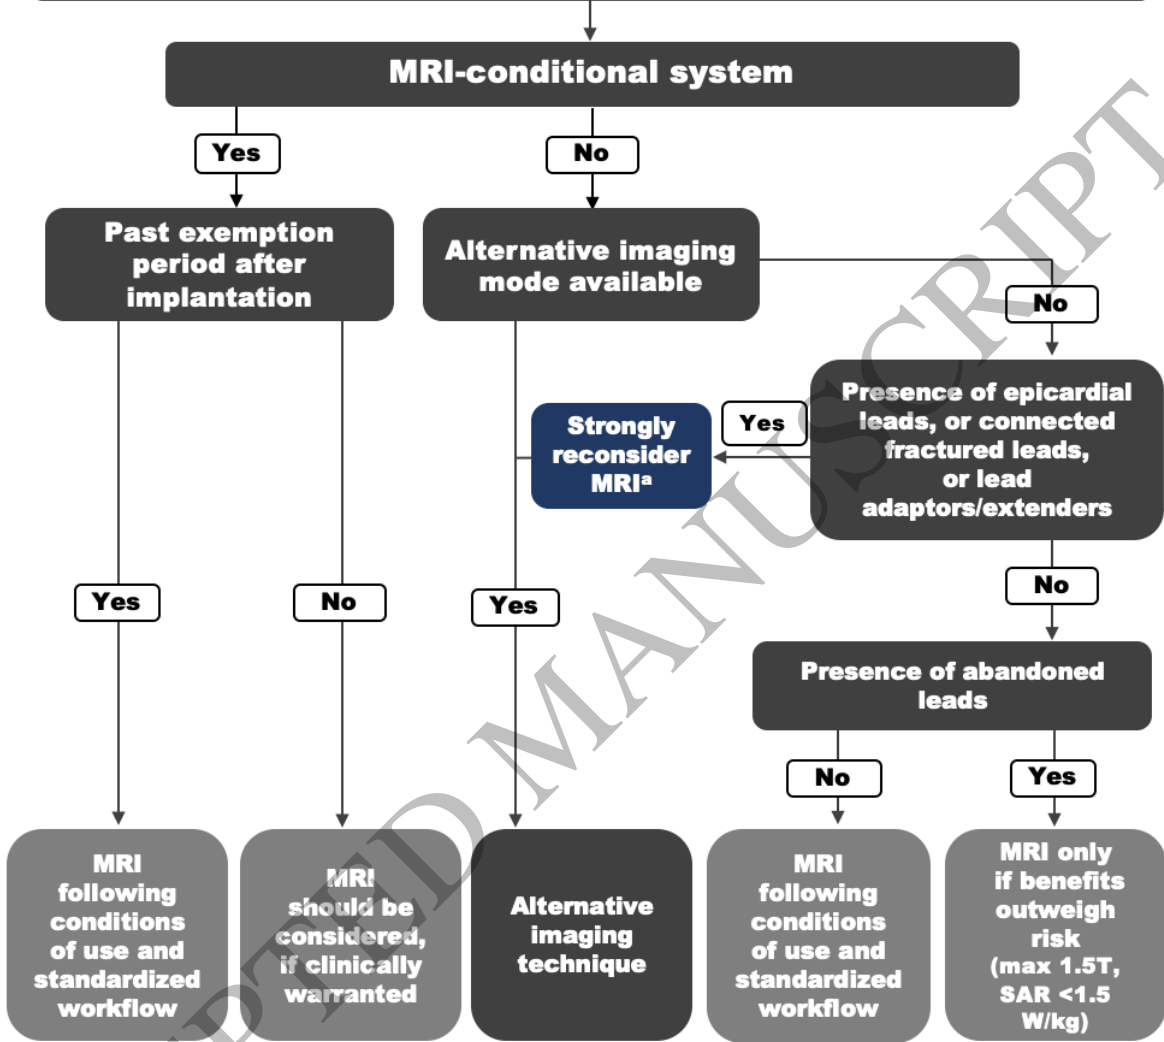 MRI-conditional system
Yes
No
Past exemption
period after
implantation
Alternative imaging
mode available
No
Presence of epicardial
leads, or connected
fractured leads,
or lead
adaptors/extenders
Yes
Strongly
reconsider
MRIᵃ
Yes
No
Yes
No
Presence of abandoned
leads
No
Yes
MRI
following
conditions
of use and
standardized
workflow
MRI
should be
considered,
if clinically
warranted
Alternative
imaging
technique
MRI
following
conditions
of use and
standardized
workflow
MRI only
if benefits
outweigh
risk
(max 1.5T,
SAR <1.5
W/kg)
PTED MANUSCRIPT